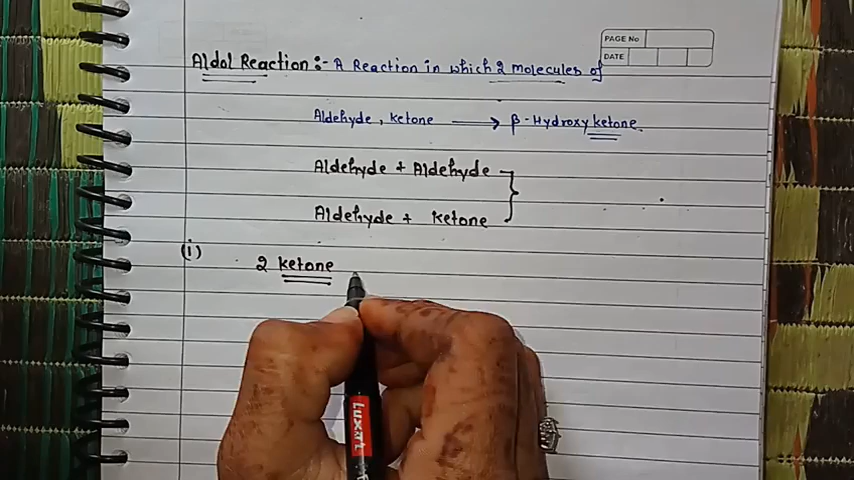 PAGE No
DATE
Aldol Reaction :- A Reaction in which 2 molecules of
Aldehyde, ketone ⟶ β-Hydroxy ketone.
Aldehyde + Aldehyde
Aldehyde + ketone
(i) 2 ketone
Luxor